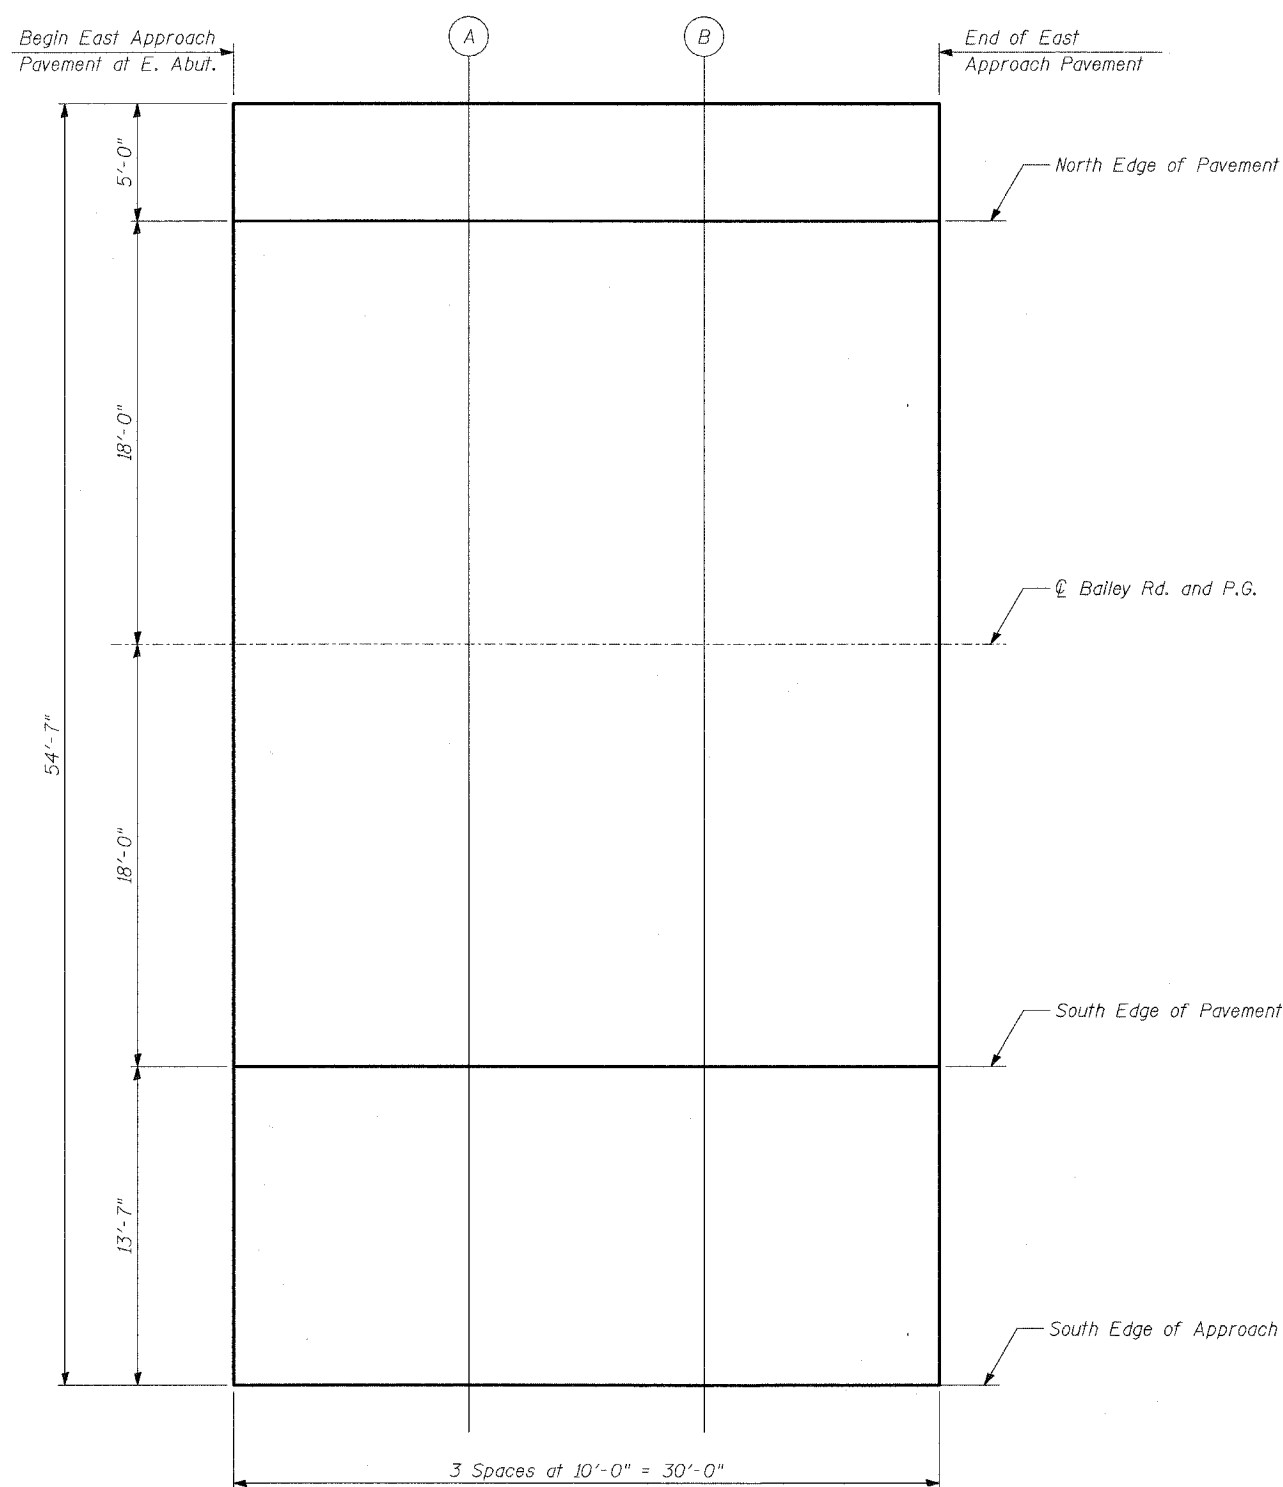 Begin East Approach
Pavement at E. Abut.
A
B
End of East
Approach Pavement
5'-0"
North Edge of Pavement
18'-0"
℄ Bailey Rd. and P.G.
54'-7"
18'-0"
South Edge of Pavement
13'-7"
South Edge of Approach
3 Spaces at 10'-0" = 30'-0"